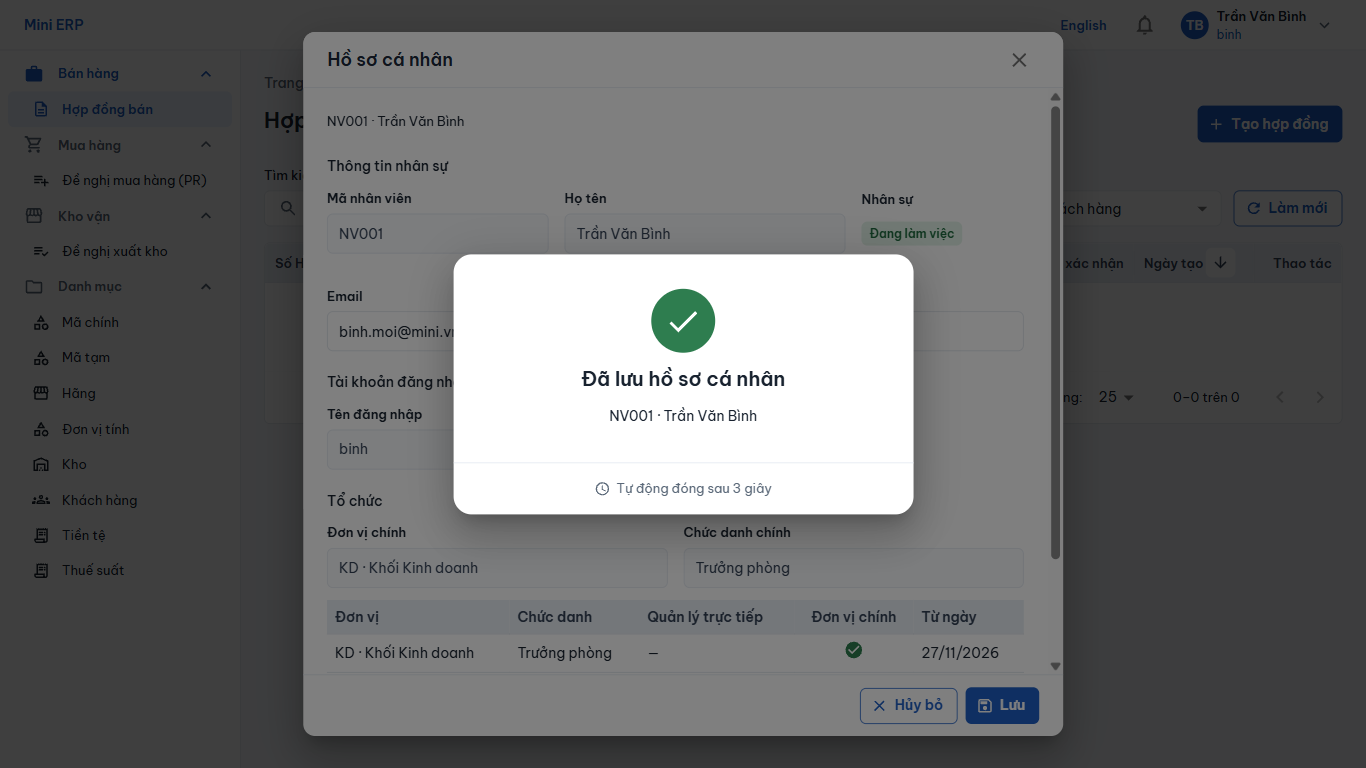 Mini ERP
English
TB
Trần Văn Bình
binh
Bán hàng
Hợp đồng bán
Mua hàng
Đề nghị mua hàng (PR)
Kho vận
Đề nghị xuất kho
Danh mục
Mã chính
Mã tạm
Hãng
Đơn vị tính
Kho
Khách hàng
Tiền tệ
Thuế suất
Trang
Tạo hợp đồng
Làm mới
xác nhận
Ngày tạo
Thao tác
25
0–0 trên 0
Hồ sơ cá nhân
NV001 · Trần Văn Bình
Thông tin nhân sự
Mã nhân viên
Họ tên
Nhân sự
NV001
Trần Văn Bình
Đang làm việc
Email
binh.moi@mini.v
Tài khoản đăng
Tên đăng nhập
binh
Tổ chức
Đơn vị chính
Chức danh chính
KD · Khối Kinh doanh
Trưởng phòng
Đơn vị
Chức danh
Quản lý trực tiếp
Đơn vị chính
Từ ngày
KD · Khối Kinh doanh
Trưởng phòng
—
27/11/2026
Hủy bỏ
Lưu
Đã lưu hồ sơ cá nhân
NV001 · Trần Văn Bình
Tự động đóng sau 3 giây